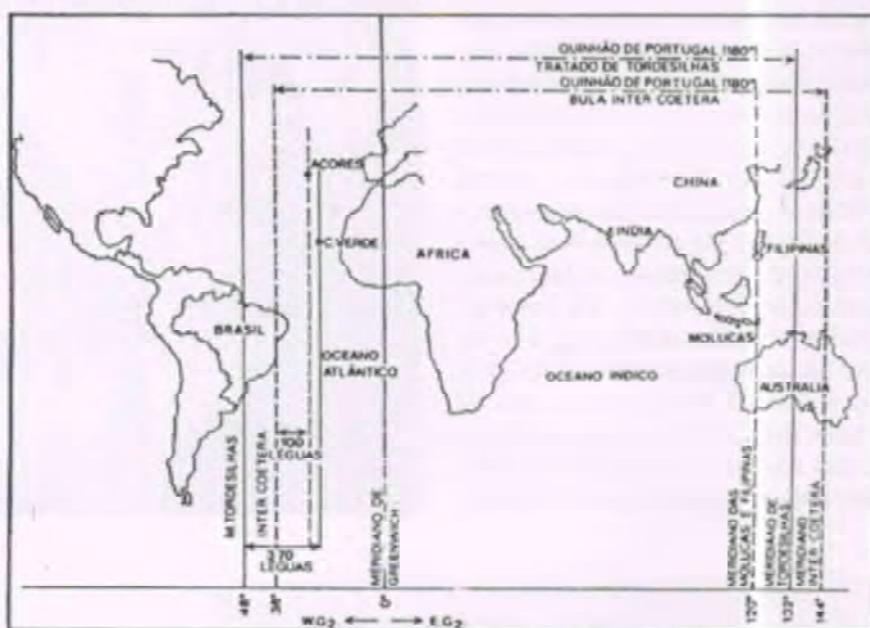 QUINHÃO DE PORTUGAL (180°)
TRATADO DE TORDESILHAS
QUINHÃO DE PORTUGAL (180°)
BULA INTER COETERA
AÇORES
CHINA
I.C.VERDE
AFRICA
INDIA
FILIPINAS
BRASIL
OCEANO
ATLÂNTICO
MOLUCAS
OCEANO INDICO
AUSTRALIA
100
LÉGUAS
M.TORDESILHAS
INTER COETERA
370
LEGUAS
MERIDIANO DE
GREENWICH
MERIDIANO DAS
MOLUCAS E FILIPINAS
MERIDIANO DE
TORDESILHAS
MERIDIANO
INTER COETERA
48°
38°
0°
120°
132°
144°
W.G
E.G